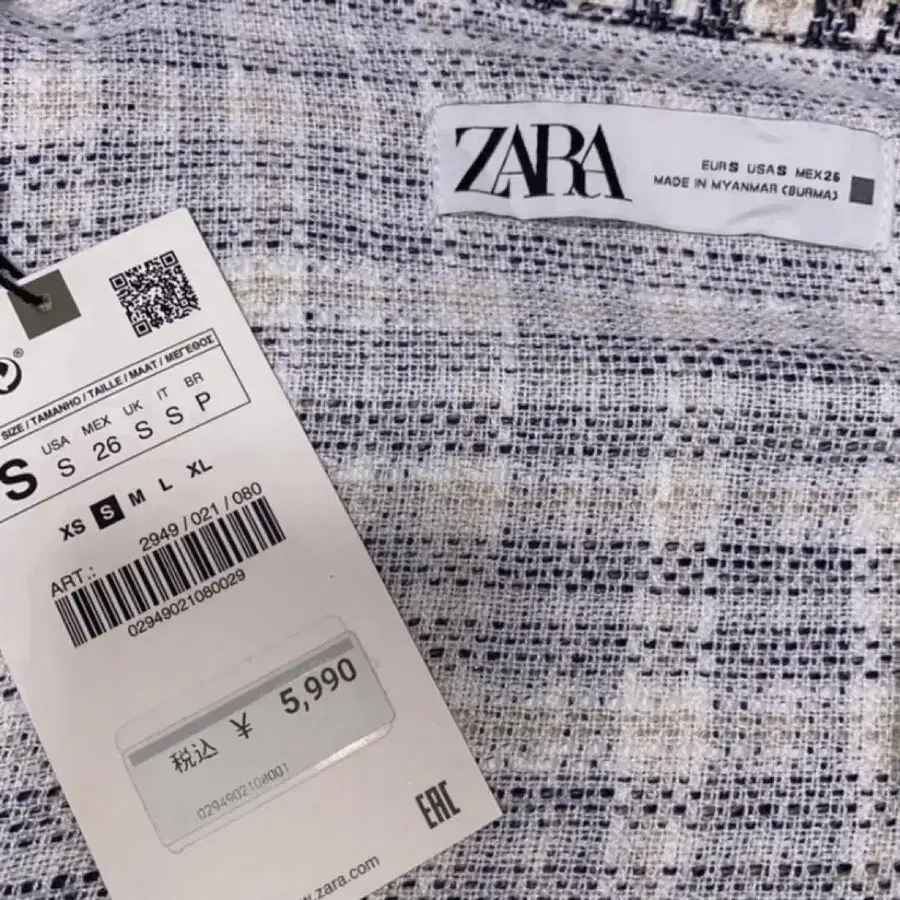 ZARA
EUR S USA S MEX 26
MADE IN MYANMAR (BURMA)
SIZE / TAMANHO / TAILLE / MAAT / ΜΕΓΕΘΟΣ
USA MEX UK IT BR
S S 26 S S P
XS S M L XL
2949 / 021 / 080
ART.:
02949021080029
税込 ¥ 5,990
0294902108001
EAC
w.zara.com